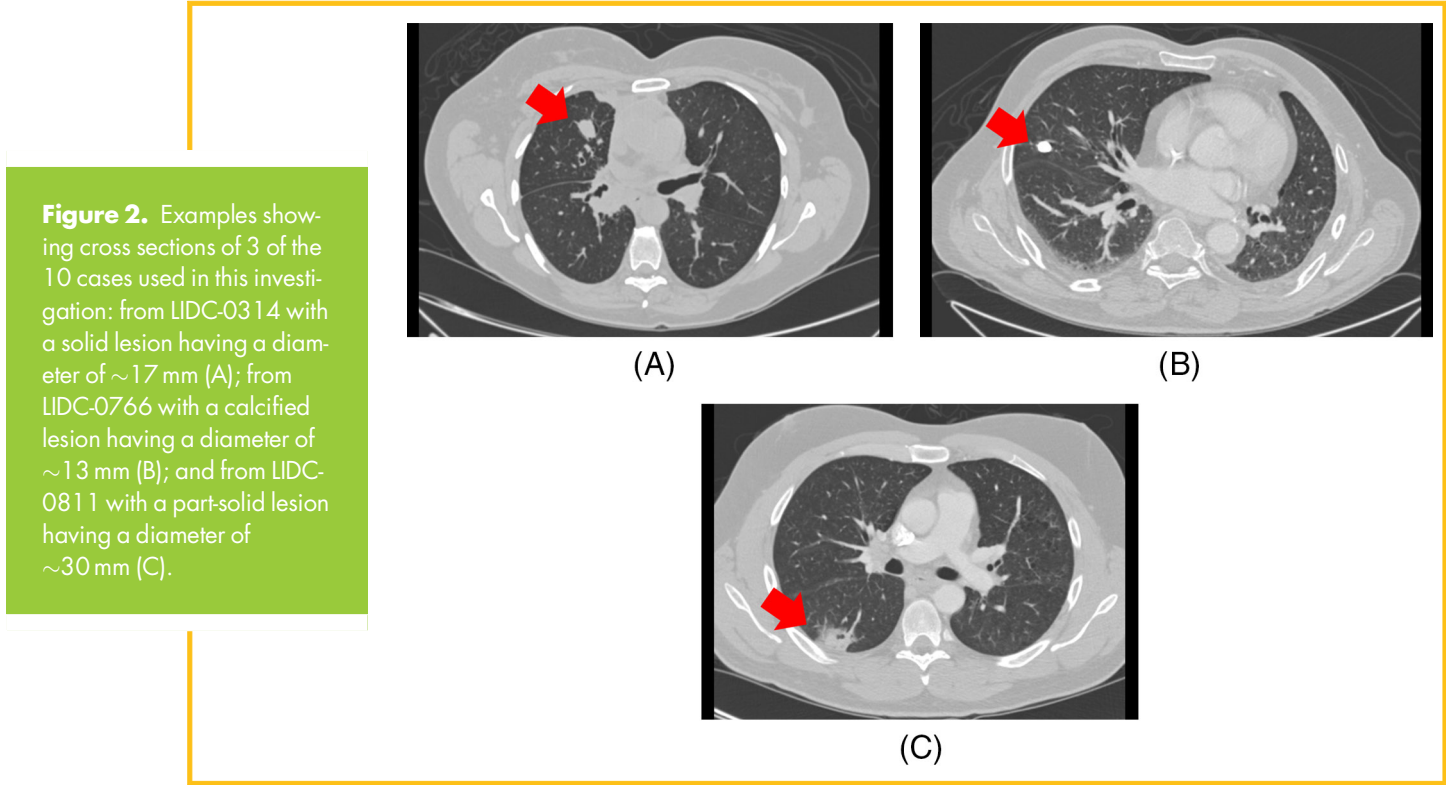 Figure 2. Examples show-
ing cross sections of 3 of the
10 cases used in this investi-
gation: from LIDC-0314 with
a solid lesion having a diam-
eter of ∼17 mm (A); from
LIDC-0766 with a calcified
lesion having a diameter of
∼13 mm (B); and from LIDC-
0811 with a part-solid lesion
having a diameter of
∼30 mm (C).
(A)
(B)
(C)